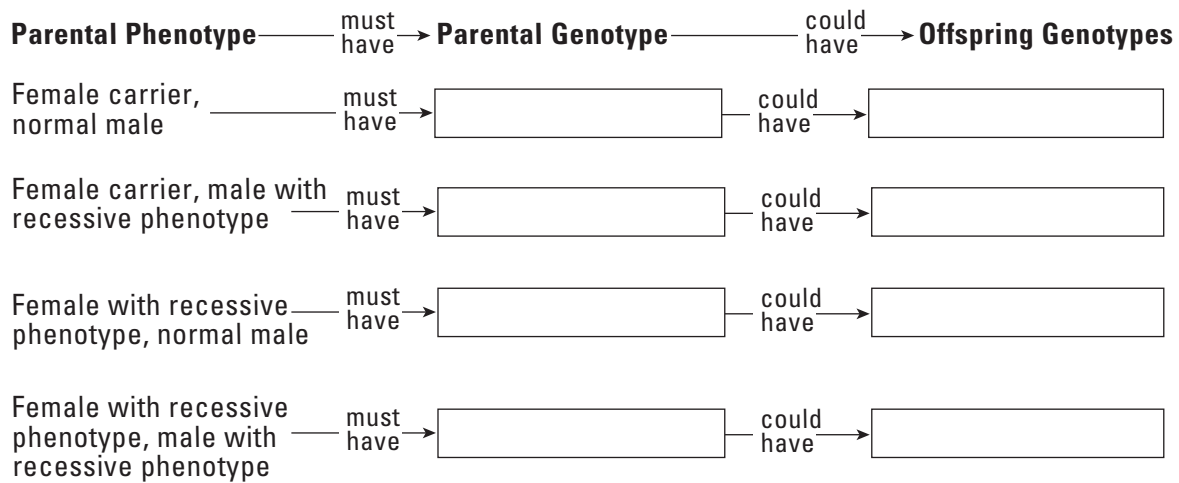 Parental Phenotype must have Parental Genotype could have Offspring Genotypes
Female carrier,
normal male
must
have
could
have
Female carrier, male with
recessive phenotype
must
have
could
have
Female with recessive
phenotype, normal male
must
have
could
have
Female with recessive
phenotype, male with
recessive phenotype
must
have
could
have